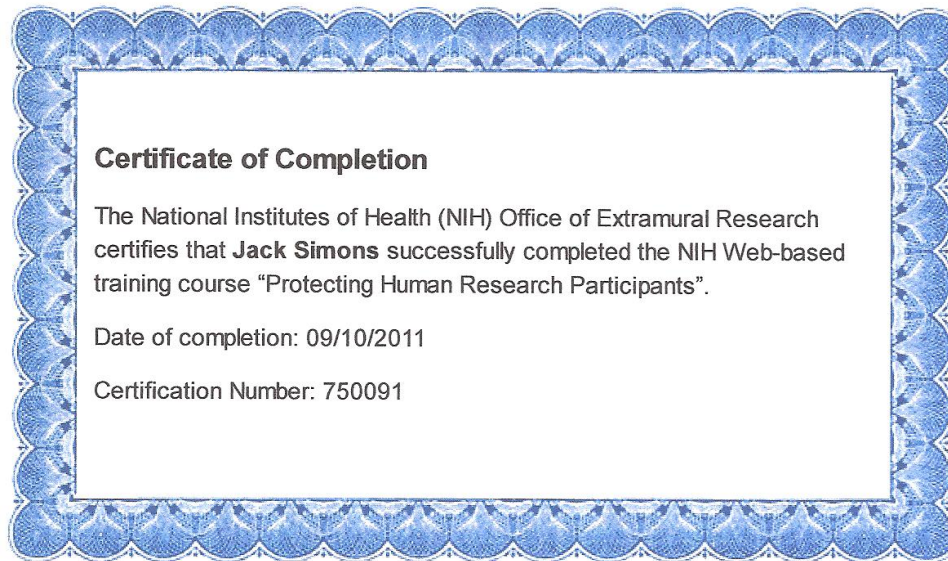 Certificate of Completion
The National Institutes of Health (NIH) Office of Extramural Research
certifies that Jack Simons successfully completed the NIH Web-based
training course “Protecting Human Research Participants”.
Date of completion: 09/10/2011
Certification Number: 750091